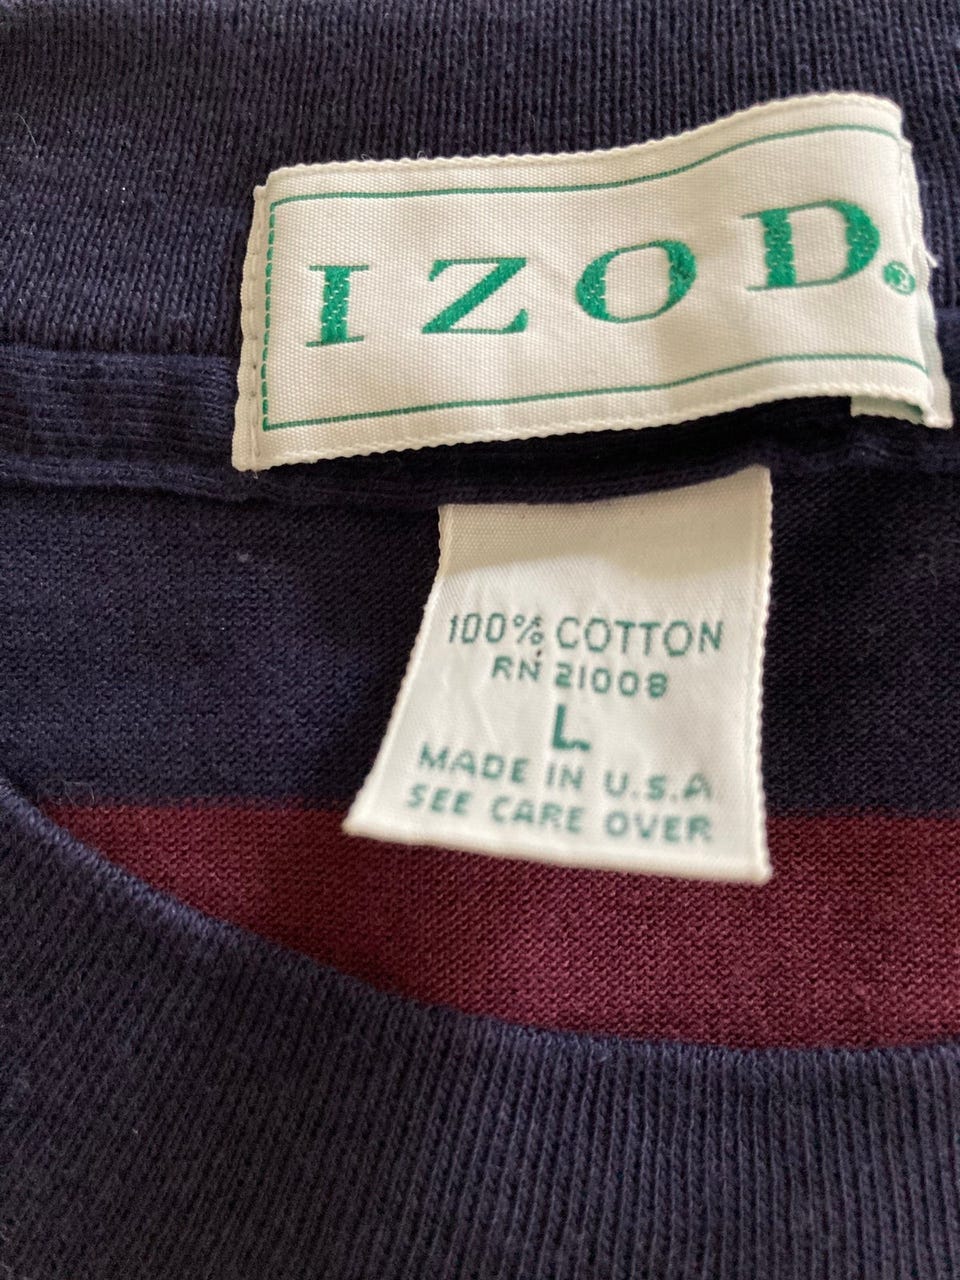 IZOD®
100% COTTON
RN 21008
L
MADE IN U.S.A
SEE CARE OVER